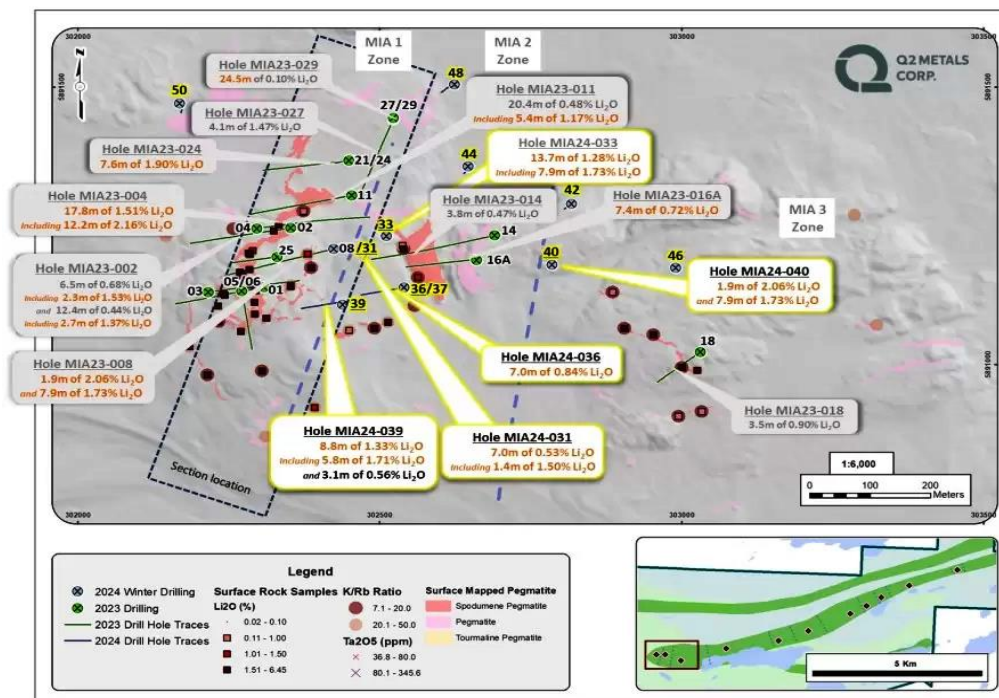 302000
302500
303000
303500
5891500
5891000
N
Q2 METALS
CORP.
MIA 1
Zone
MIA 2
Zone
MIA 3
Zone
Hole MIA23-029
24.5m of 0.10% Li2O
Hole MIA23-027
4.1m of 1.47% Li2O
Hole MIA23-011
20.4m of 0.48% Li2O
Including 5.4m of 1.17% Li2O
Hole MIA23-024
7.6m of 1.90% Li2O
Hole MIA24-033
13.7m of 1.28% Li2O
Including 7.9m of 1.73% Li2O
Hole MIA23-004
17.8m of 1.51% Li2O
Including 12.2m of 2.16% Li2O
Hole MIA23-014
3.8m of 0.47% Li2O
Hole MIA23-016A
7.4m of 0.72% Li2O
Hole MIA23-002
6.5m of 0.68% Li2O
Including 2.3m of 1.53% Li2O
and 12.4m of 0.44% Li2O
Including 2.7m of 1.37% Li2O
Hole MIA24-040
1.9m of 2.06% Li2O
and 7.9m of 1.73% Li2O
Hole MIA23-008
1.9m of 2.06% Li2O
and 7.9m of 1.73% Li2O
Hole MIA24-036
7.0m of 0.84% Li2O
Hole MIA23-018
3.5m of 0.90% Li2O
Hole MIA24-039
8.8m of 1.33% Li2O
Including 5.8m of 1.71% Li2O
and 3.1m of 0.56% Li2O
Hole MIA24-031
7.0m of 0.53% Li2O
Including 1.4m of 1.50% Li2O
50
48
27/29
21/24
44
42
11
04
02
33
14
25
08
/31
16A
40
46
03
05/06
01
39
36/37
18
Section location
1:6,000
0 100 200
Meters
302000
302500
303000
303500
Legend
2024 Winter Drilling
2023 Drilling
2023 Drill Hole Traces
2024 Drill Hole Traces
Surface Rock Samples
Li2O (%)
0.02 - 0.10
0.11 - 1.00
1.01 - 1.50
1.51 - 6.45
K/Rb Ratio
7.1 - 20.0
20.1 - 50.0
Ta2O5 (ppm)
36.8 - 80.0
80.1 - 345.6
Surface Mapped Pegmatite
Spodumene Pegmatite
Pegmatite
Tourmaline Pegmatite
5 Km